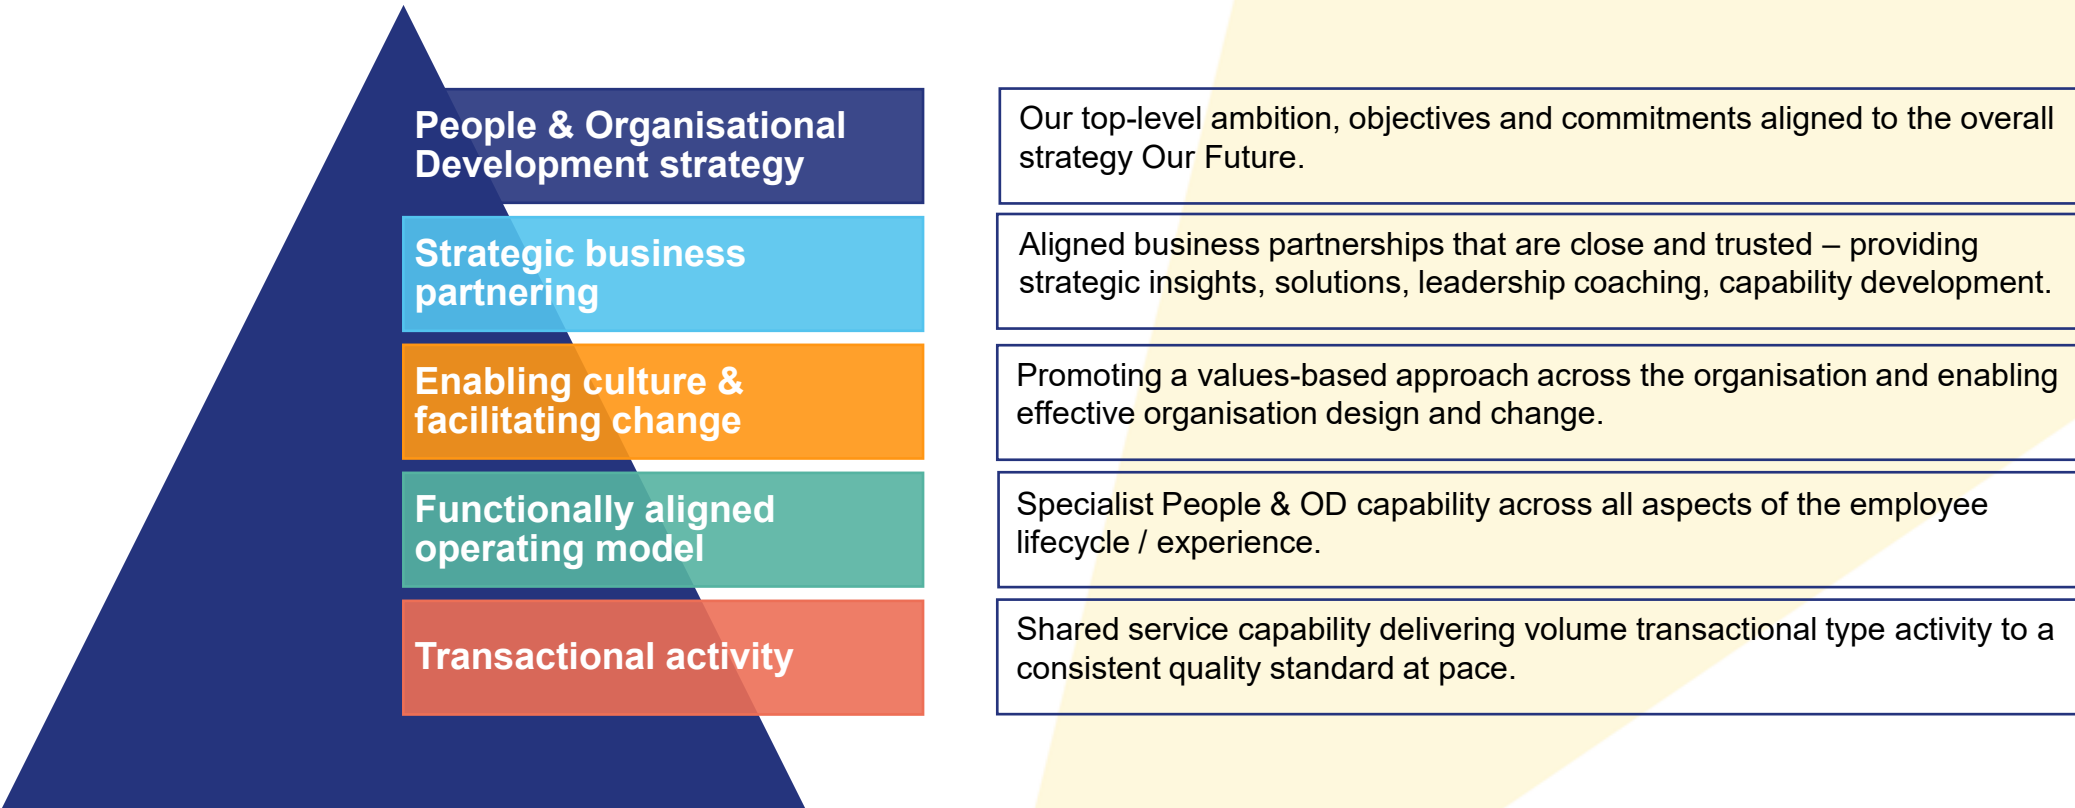 People & Organisational
Development strategy
Our top-level ambition, objectives and commitments aligned to the overall
strategy Our Future.
Strategic business
partnering
Aligned business partnerships that are close and trusted – providing
strategic insights, solutions, leadership coaching, capability development.
Enabling culture &
facilitating change
Promoting a values-based approach across the organisation and enabling
effective organisation design and change.
Functionally aligned
operating model
Specialist People & OD capability across all aspects of the employee
lifecycle / experience.
Transactional activity
Shared service capability delivering volume transactional type activity to a
consistent quality standard at pace.